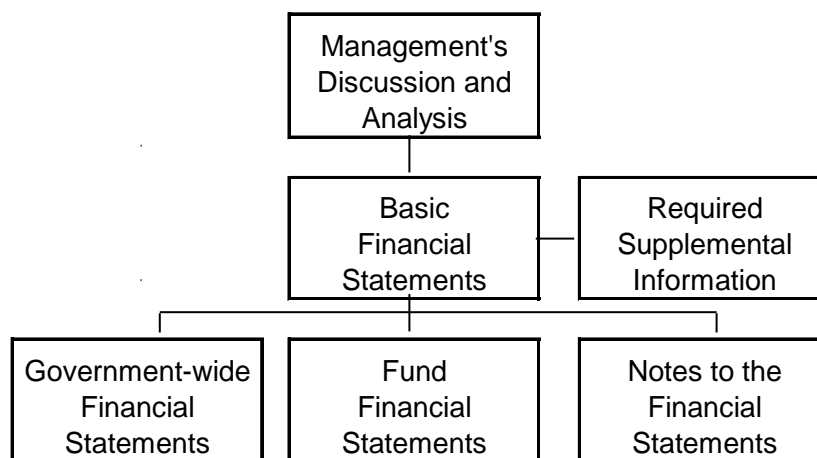 Management's
Discussion and
Analysis
Basic
Financial
Statements
Required
Supplemental
Information
Government-wide
Financial
Statements
Fund
Financial
Statements
Notes to the
Financial
Statements